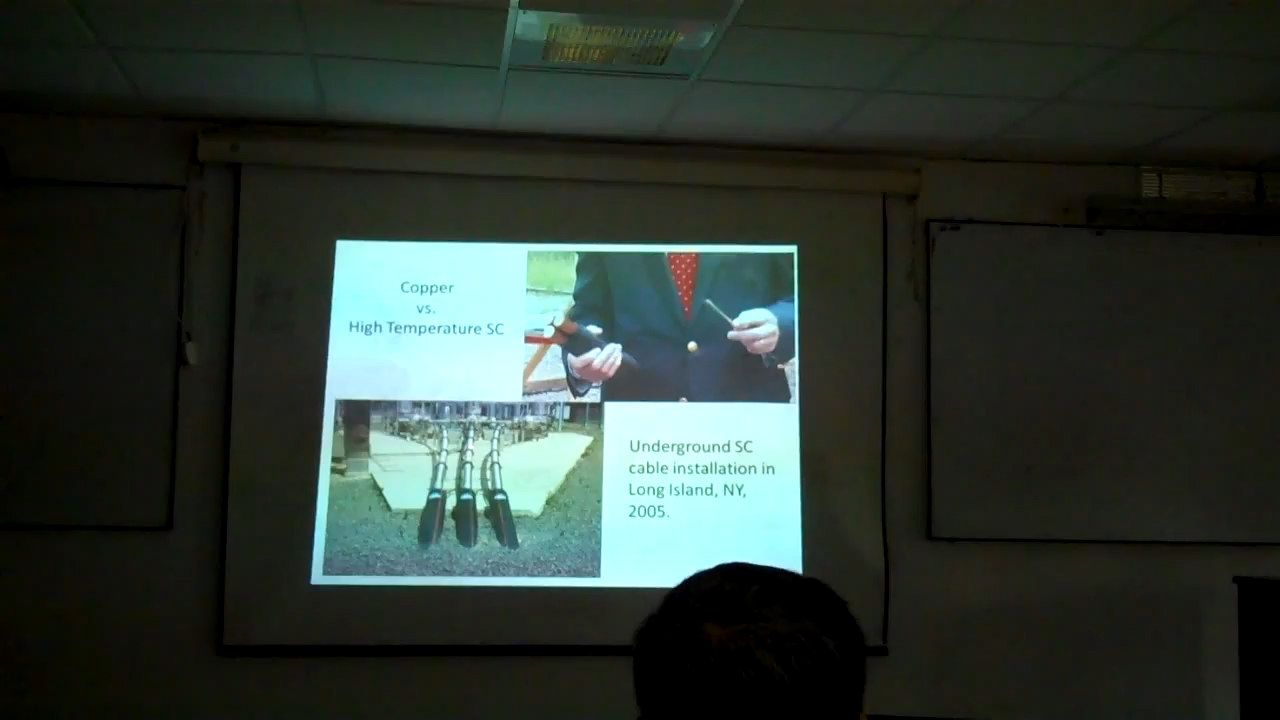 Copper
vs.
High Temperature SC
Underground SC
cable installation in
Long Island, NY,
2005.